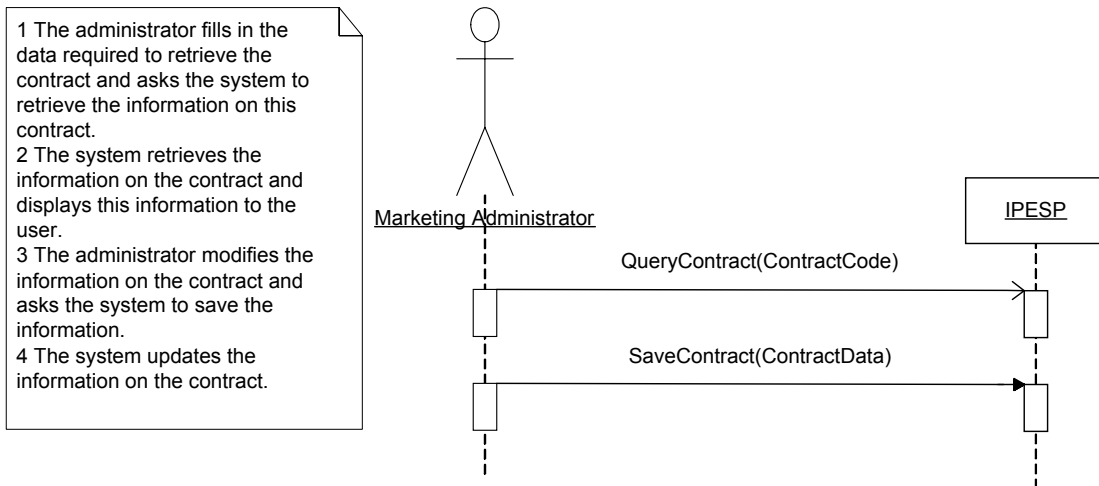 1 The administrator fills in the
data required to retrieve the
contract and asks the system to
retrieve the information on this
contract.
2 The system retrieves the
information on the contract and
displays this information to the
user.
3 The administrator modifies the
information on the contract and
asks the system to save the
information.
4 The system updates the
information on the contract.
Marketing Administrator
IPESP
QueryContract(ContractCode)
SaveContract(ContractData)